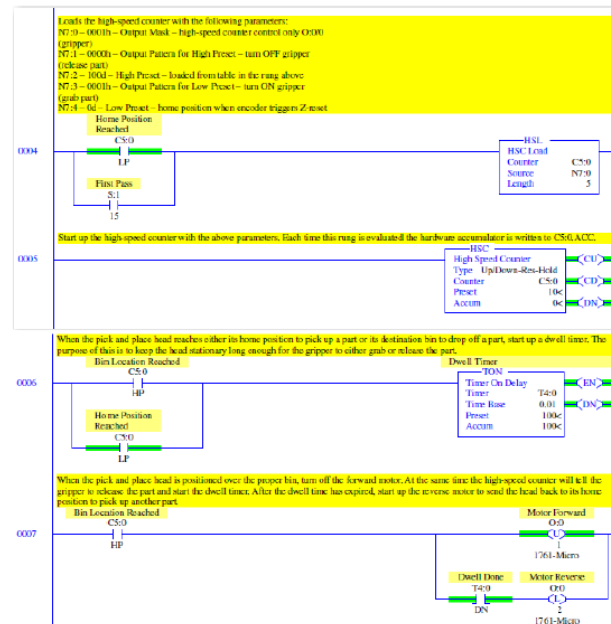 Loads the high-speed counter with the following parameters:
N7:0 – 0001h – Output Mask – high-speed counter control only O:0/0
(gripper)
N7:1 – 0000h – Output Pattern for High Preset – turn OFF gripper
(release part)
N7:2 – 100d – High Preset – loaded from table in the rung above
N7:3 – 0001h – Output Pattern for Low Preset – turn ON gripper
(grab part)
N7:4 – 0d – Low Preset – home position when encoder triggers Z-reset
Home Position
Reached
C5:0
0004
LP
HSL
HSC Load
Counter C5:0
Source N7:0
Length 5
First Pass
S:1
15
Start up the high-speed counter with the above parameters. Each time this rung is evaluated the hardware accumulator is written to C5:0.ACC.
0005
HSC
High Speed Counter
Type Up/Down-Res-Hold
Counter C5:0
Preset 10<
Accum 0<
CU
CD
DN
When the pick and place head reaches either its home position to pick up a part or its destination bin to drop off a part, start up a dwell timer. The
purpose of this is to keep the head stationary long enough for the gripper to either grab or release the part.
Bin Location Reached
C5:0
0006
HP
Dwell Timer
TON
Timer On Delay
Timer T4:0
Time Base 0.01
Preset 100<
Accum 100<
EN
DN
Home Position
Reached
C5:0
LP
When the pick and place head is positioned over the proper bin, turn off the forward motor. At the same time the high-speed counter will tell the
gripper to release the part and start the dwell timer. After the dwell time has expired, start up the reverse motor to send the head back to its home
position to pick up another part.
Bin Location Reached
C5:0
0007
HP
Motor Forward
O:0
U
1
1761-Micro
Dwell Done
T4:0
DN
Motor Reverse
O:0
L
2
1761-Micro